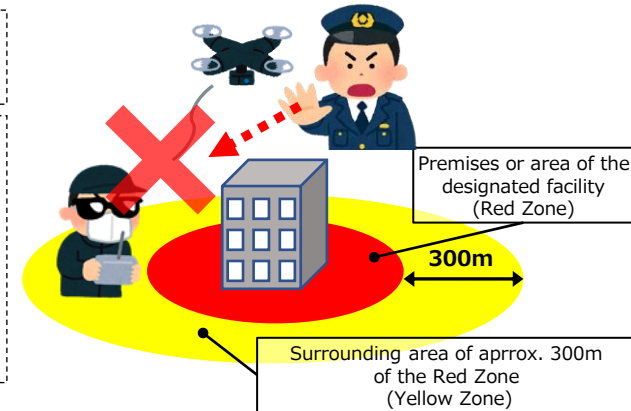 Premises or area of the
designated facility
(Red Zone)
300m
Surrounding area of aprrox. 300m
of the Red Zone
(Yellow Zone)